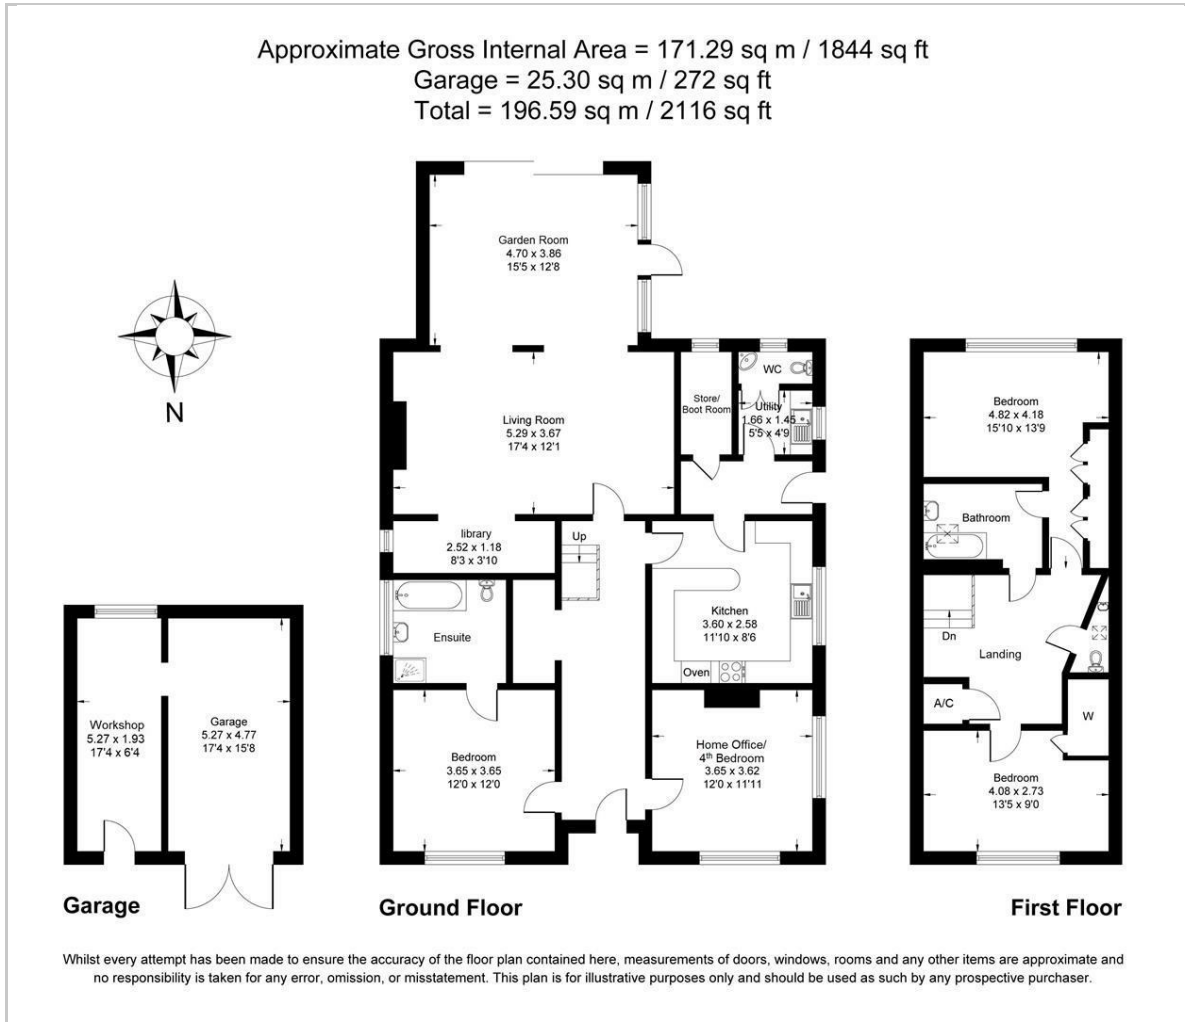 Approximate Gross Internal Area = 171.29 sq m / 1844 sq ft
Garage = 25.30 sq m / 272 sq ft
Total = 196.59 sq m / 2116 sq ft
N
Garden Room
4.70 x 3.86
15'5 x 12'8
Living Room
5.29 x 3.67
17'4 x 12'1
Store/
Boot Room
WC
Utility
1.66 x 1.45
5'5 x 4'9
library
2.52 x 1.18
8'3 x 3'10
Up
Kitchen
3.60 x 2.58
11'10 x 8'6
Oven
Ensuite
Bedroom
3.65 x 3.65
12'0 x 12'0
Home Office/
4th Bedroom
3.65 x 3.62
12'0 x 11'11
Workshop
5.27 x 1.93
17'4 x 6'4
Garage
5.27 x 4.77
17'4 x 15'8
Bedroom
4.82 x 4.18
15'10 x 13'9
Bathroom
Dn
Landing
A/C
W
Bedroom
4.08 x 2.73
13'5 x 9'0
Garage
Ground Floor
First Floor
Whilst every attempt has been made to ensure the accuracy of the floor plan contained here, measurements of doors, windows, rooms and any other items are approximate and
no responsibility is taken for any error, omission, or misstatement. This plan is for illustrative purposes only and should be used as such by any prospective purchaser.